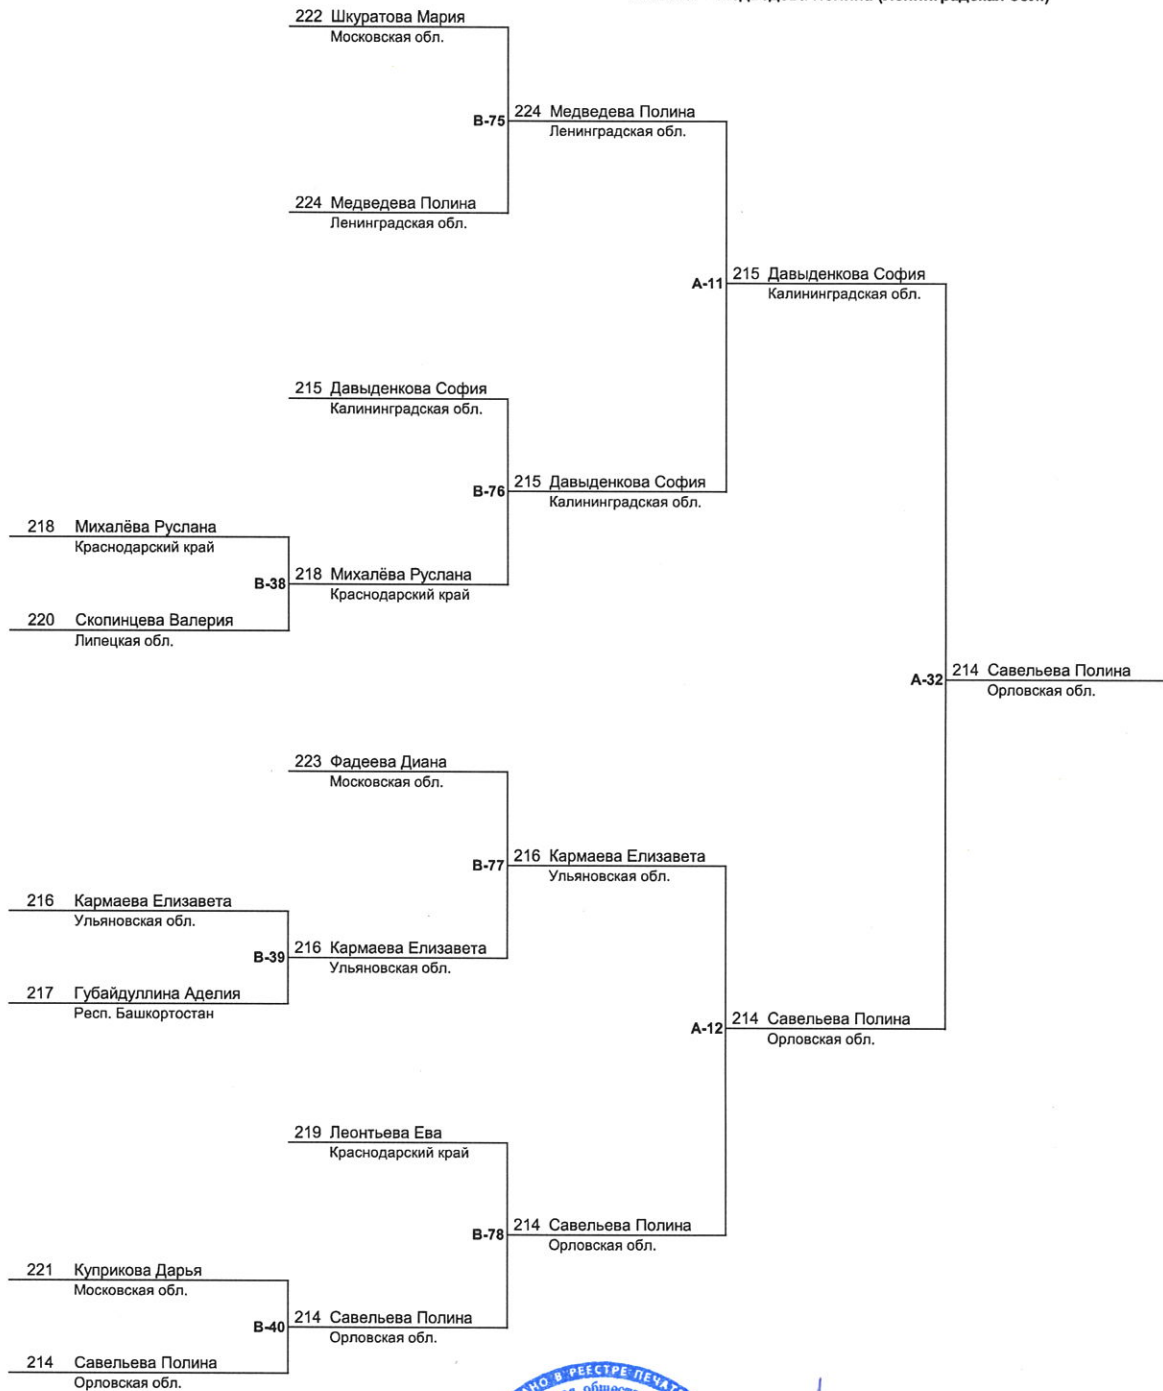 222 Шкуратова Мария
Московская обл.
B-75
224 Медведева Полина
Ленинградская обл.
224 Медведева Полина
Ленинградская обл.
A-11
215 Давыденкова София
Калининградская обл.
215 Давыденкова София
Калининградская обл.
B-76
215 Давыденкова София
Калининградская обл.
218 Михалёва Руслана
Краснодарский край
B-38
218 Михалёва Руслана
Краснодарский край
220 Скопинцева Валерия
Липецкая обл.
A-32
214 Савельева Полина
Орловская обл.
223 Фадеева Диана
Московская обл.
B-77
216 Кармаева Елизавета
Ульяновская обл.
216 Кармаева Елизавета
Ульяновская обл.
B-39
216 Кармаева Елизавета
Ульяновская обл.
217 Губайдуллина Аделия
Респ. Башкортостан
A-12
214 Савельева Полина
Орловская обл.
219 Леонтьева Ева
Краснодарский край
B-78
214 Савельева Полина
Орловская обл.
221 Куприкова Дарья
Московская обл.
B-40
214 Савельева Полина
Орловская обл.
214 Савельева Полина
Орловская обл.
В РЕЕСТРЕ